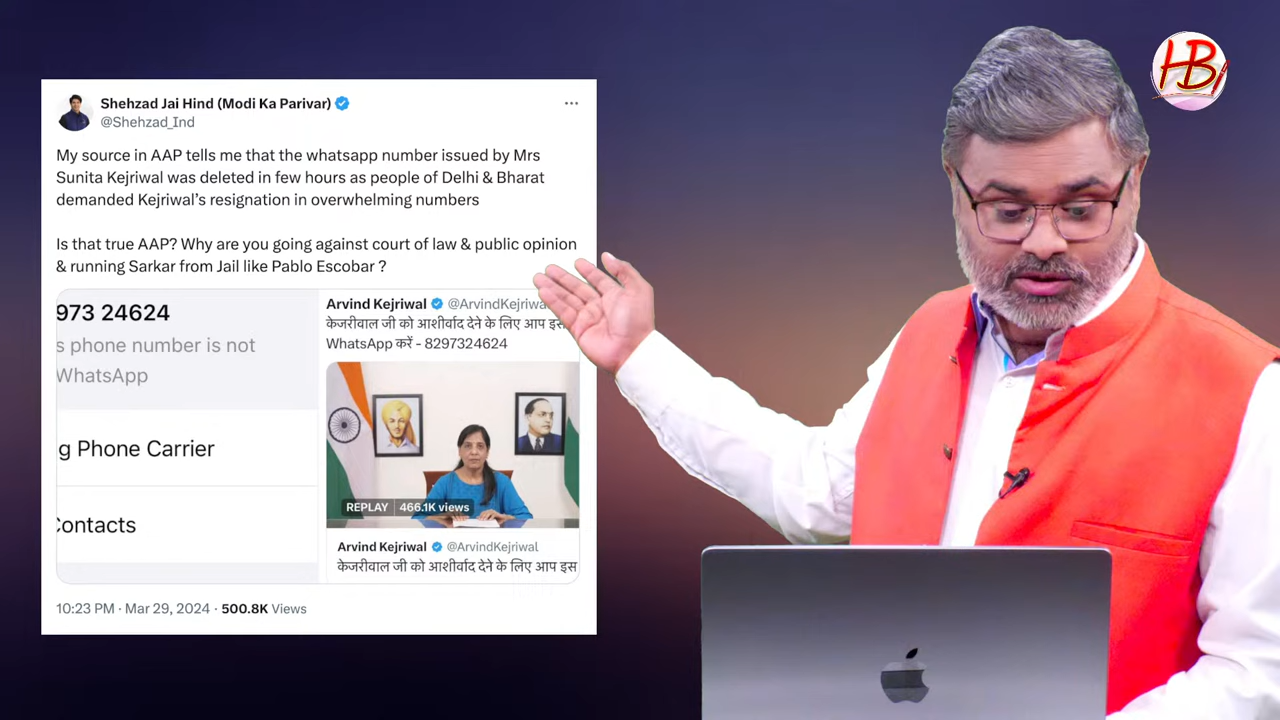 HBI
Shehzad Jai Hind (Modi Ka Parivar)
@Shehzad_Ind
My source in AAP tells me that the whatsapp number issued by Mrs
Sunita Kejriwal was deleted in few hours as people of Delhi & Bharat
demanded Kejriwal's resignation in overwhelming numbers
Is that true AAP? Why are you going against court of law & public opinion
& running Sarkar from Jail like Pablo Escobar ?
973 24624
s phone number is not
WhatsApp
g Phone Carrier
Contacts
Arvind Kejriwal @ArvindKejriwa
केजरीवाल जी को आशीर्वाद देने के लिए आप इस
WhatsApp करें - 8297324624
REPLAY 466.1K views
Arvind Kejriwal @ArvindKejriwal
केजरीवाल जी को आशीर्वाद देने के लिए आप इस
10:23 PM · Mar 29, 2024 · 500.8K Views